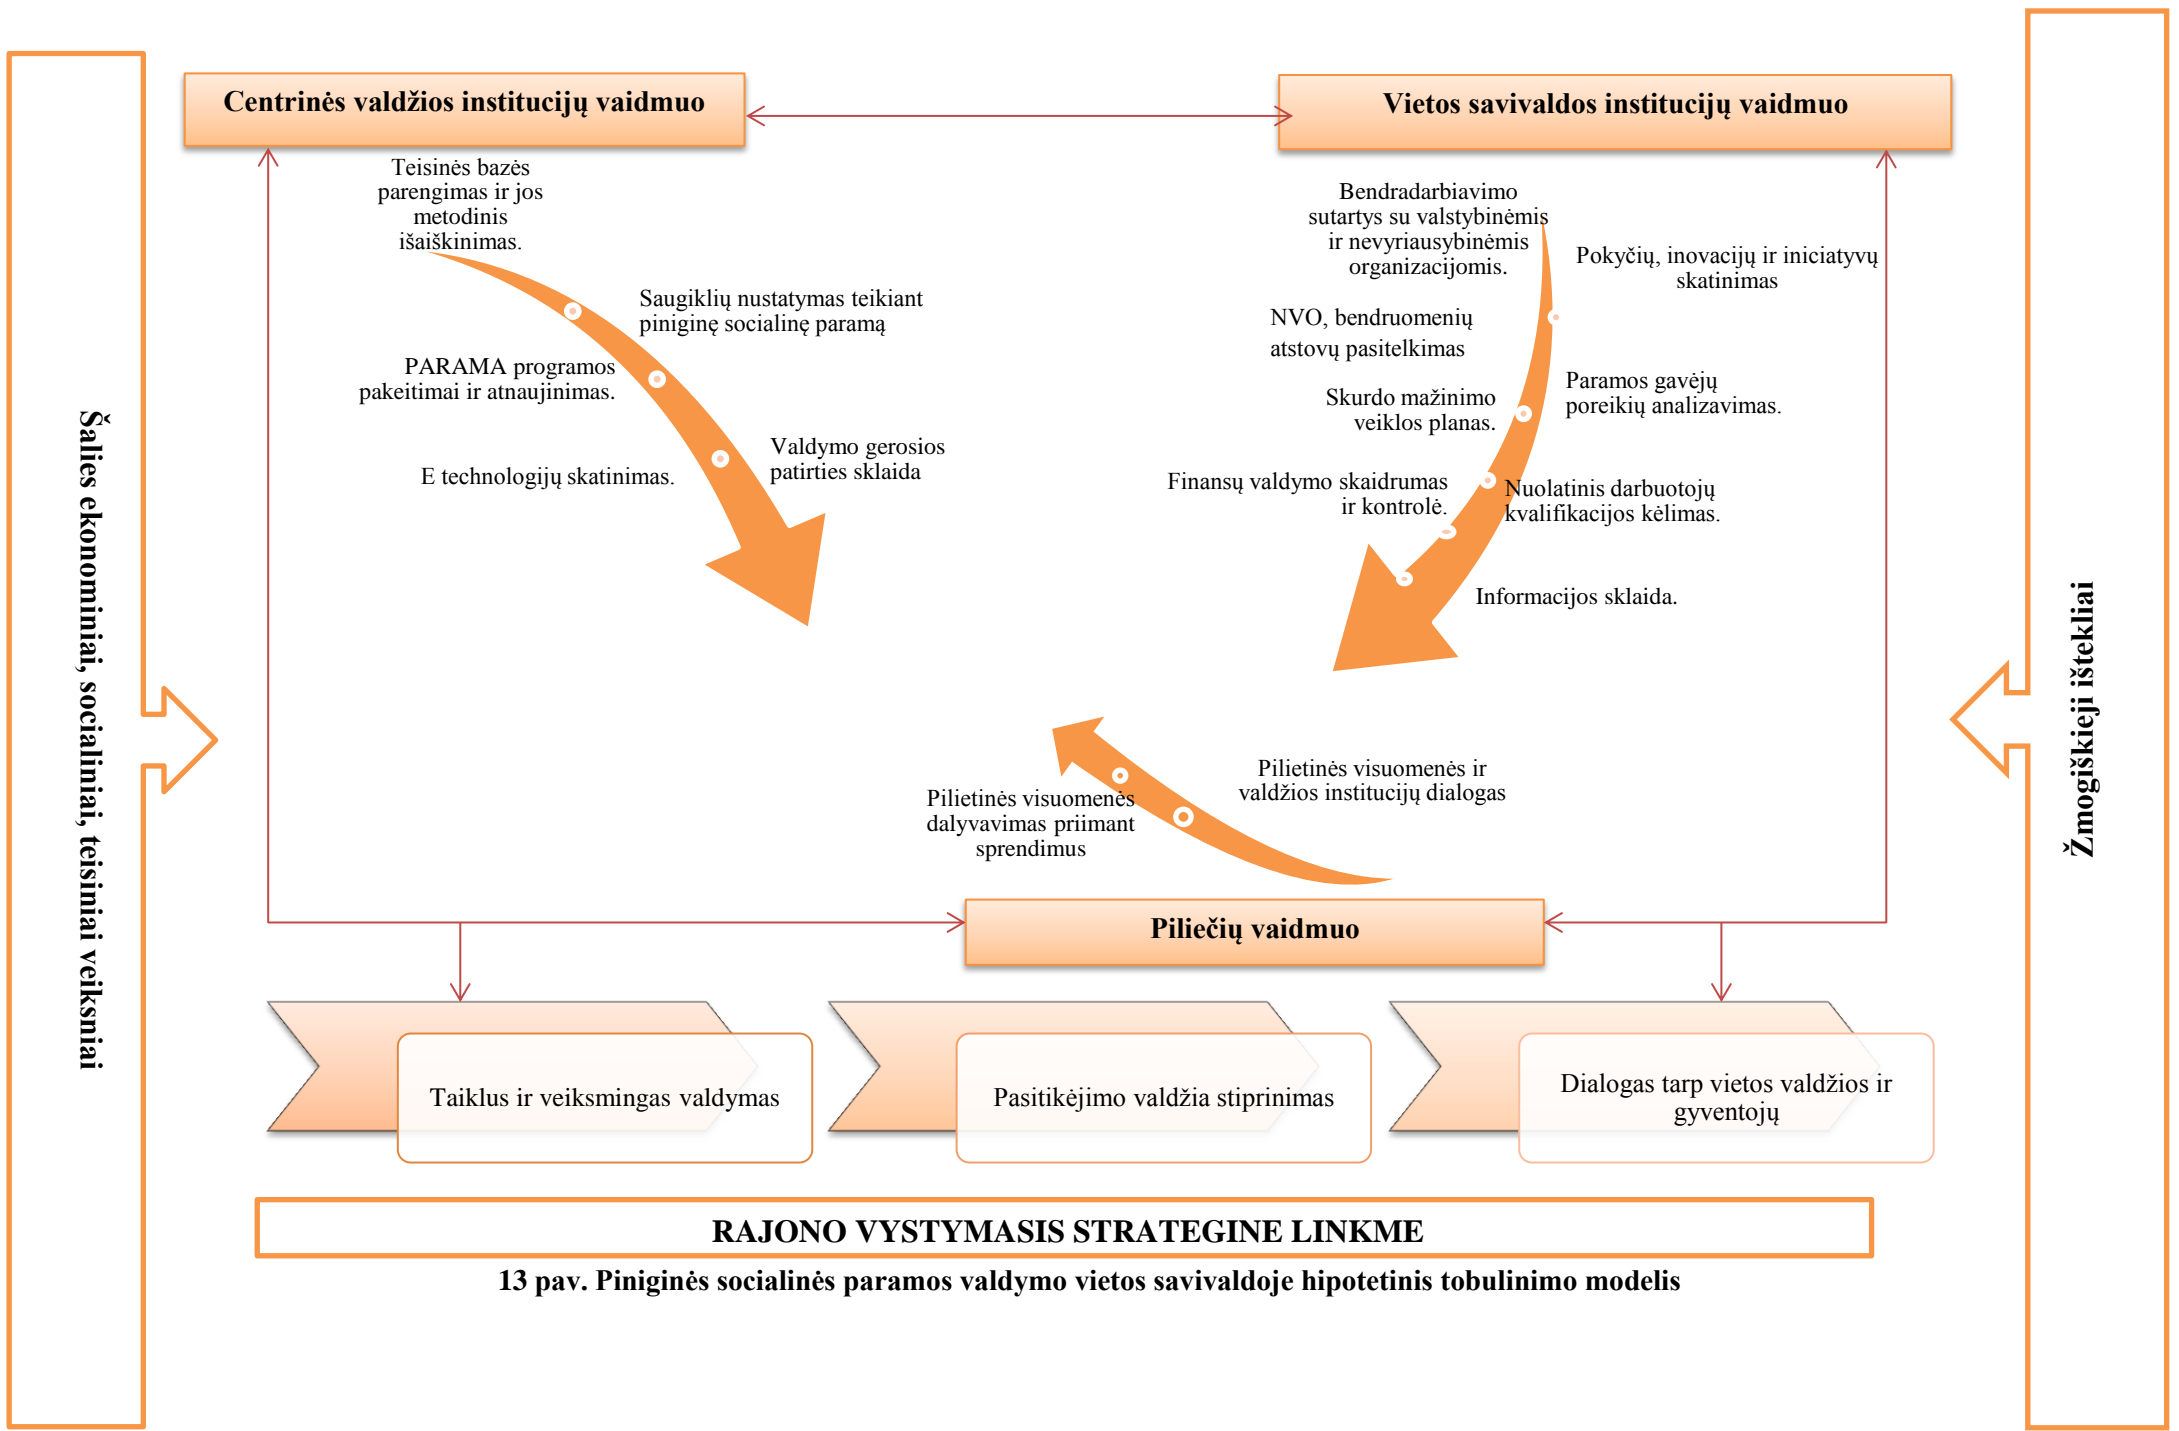 Centrinės valdžios institucijų vaidmuo
Vietos savivaldos institucijų vaidmuo
Teisinės bazės
parengimas ir jos
metodinis
išaiškinimas.
Saugiklių nustatymas teikiant
piniginę socialinę paramą
PARAMA programos
pakeitimai ir atnaujinimas.
Valdymo gerosios
patirties sklaida
E technologijų skatinimas.
Bendradarbiavimo
sutartys su valstybinėmis
ir nevyriausybinėmis
organizacijomis.
Pokyčių, inovacijų ir iniciatyvų
skatinimas
NVO, bendruomenių
atstovų pasitelkimas
Paramos gavėjų
poreikių analizavimas.
Skurdo mažinimo
veiklos planas.
Finansų valdymo skaidrumas
ir kontrolė.
Nuolatinis darbuotojų
kvalifikacijos kėlimas.
Informacijos sklaida.
Pilietinės visuomenės ir
valdžios institucijų dialogas
Pilietinės visuomenės
dalyvavimas priimant
sprendimus
Piliečių vaidmuo
Šalies ekonominiai, socialiniai, teisiniai veiksniai
Žmogiškieji ištekliai
Taiklus ir veiksmingas valdymas
Pasitikėjimo valdžia stiprinimas
Dialogas tarp vietos valdžios ir
gyventojų
RAJONO VYSTYMASIS STRATEGINE LINKME
13 pav. Piniginės socialinės paramos valdymo vietos savivaldoje hipotetinis tobulinimo modelis